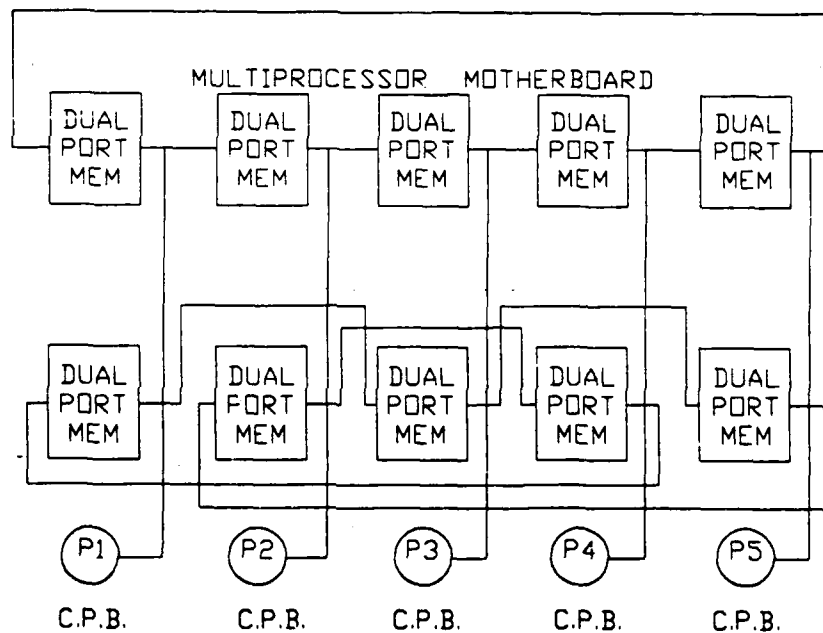 MULTIPROCESSOR MOTHERBOARD
DUAL PORT MEM
DUAL PORT MEM
DUAL PORT MEM
DUAL PORT MEM
DUAL PORT MEM
DUAL PORT MEM
DUAL FORT MEM
DUAL PORT MEM
DUAL PORT MEM
DUAL PORT MEM
P1 P2 P3 P4 P5
C.P.B. C.P.B. C.P.B. C.P.B. C.P.B.